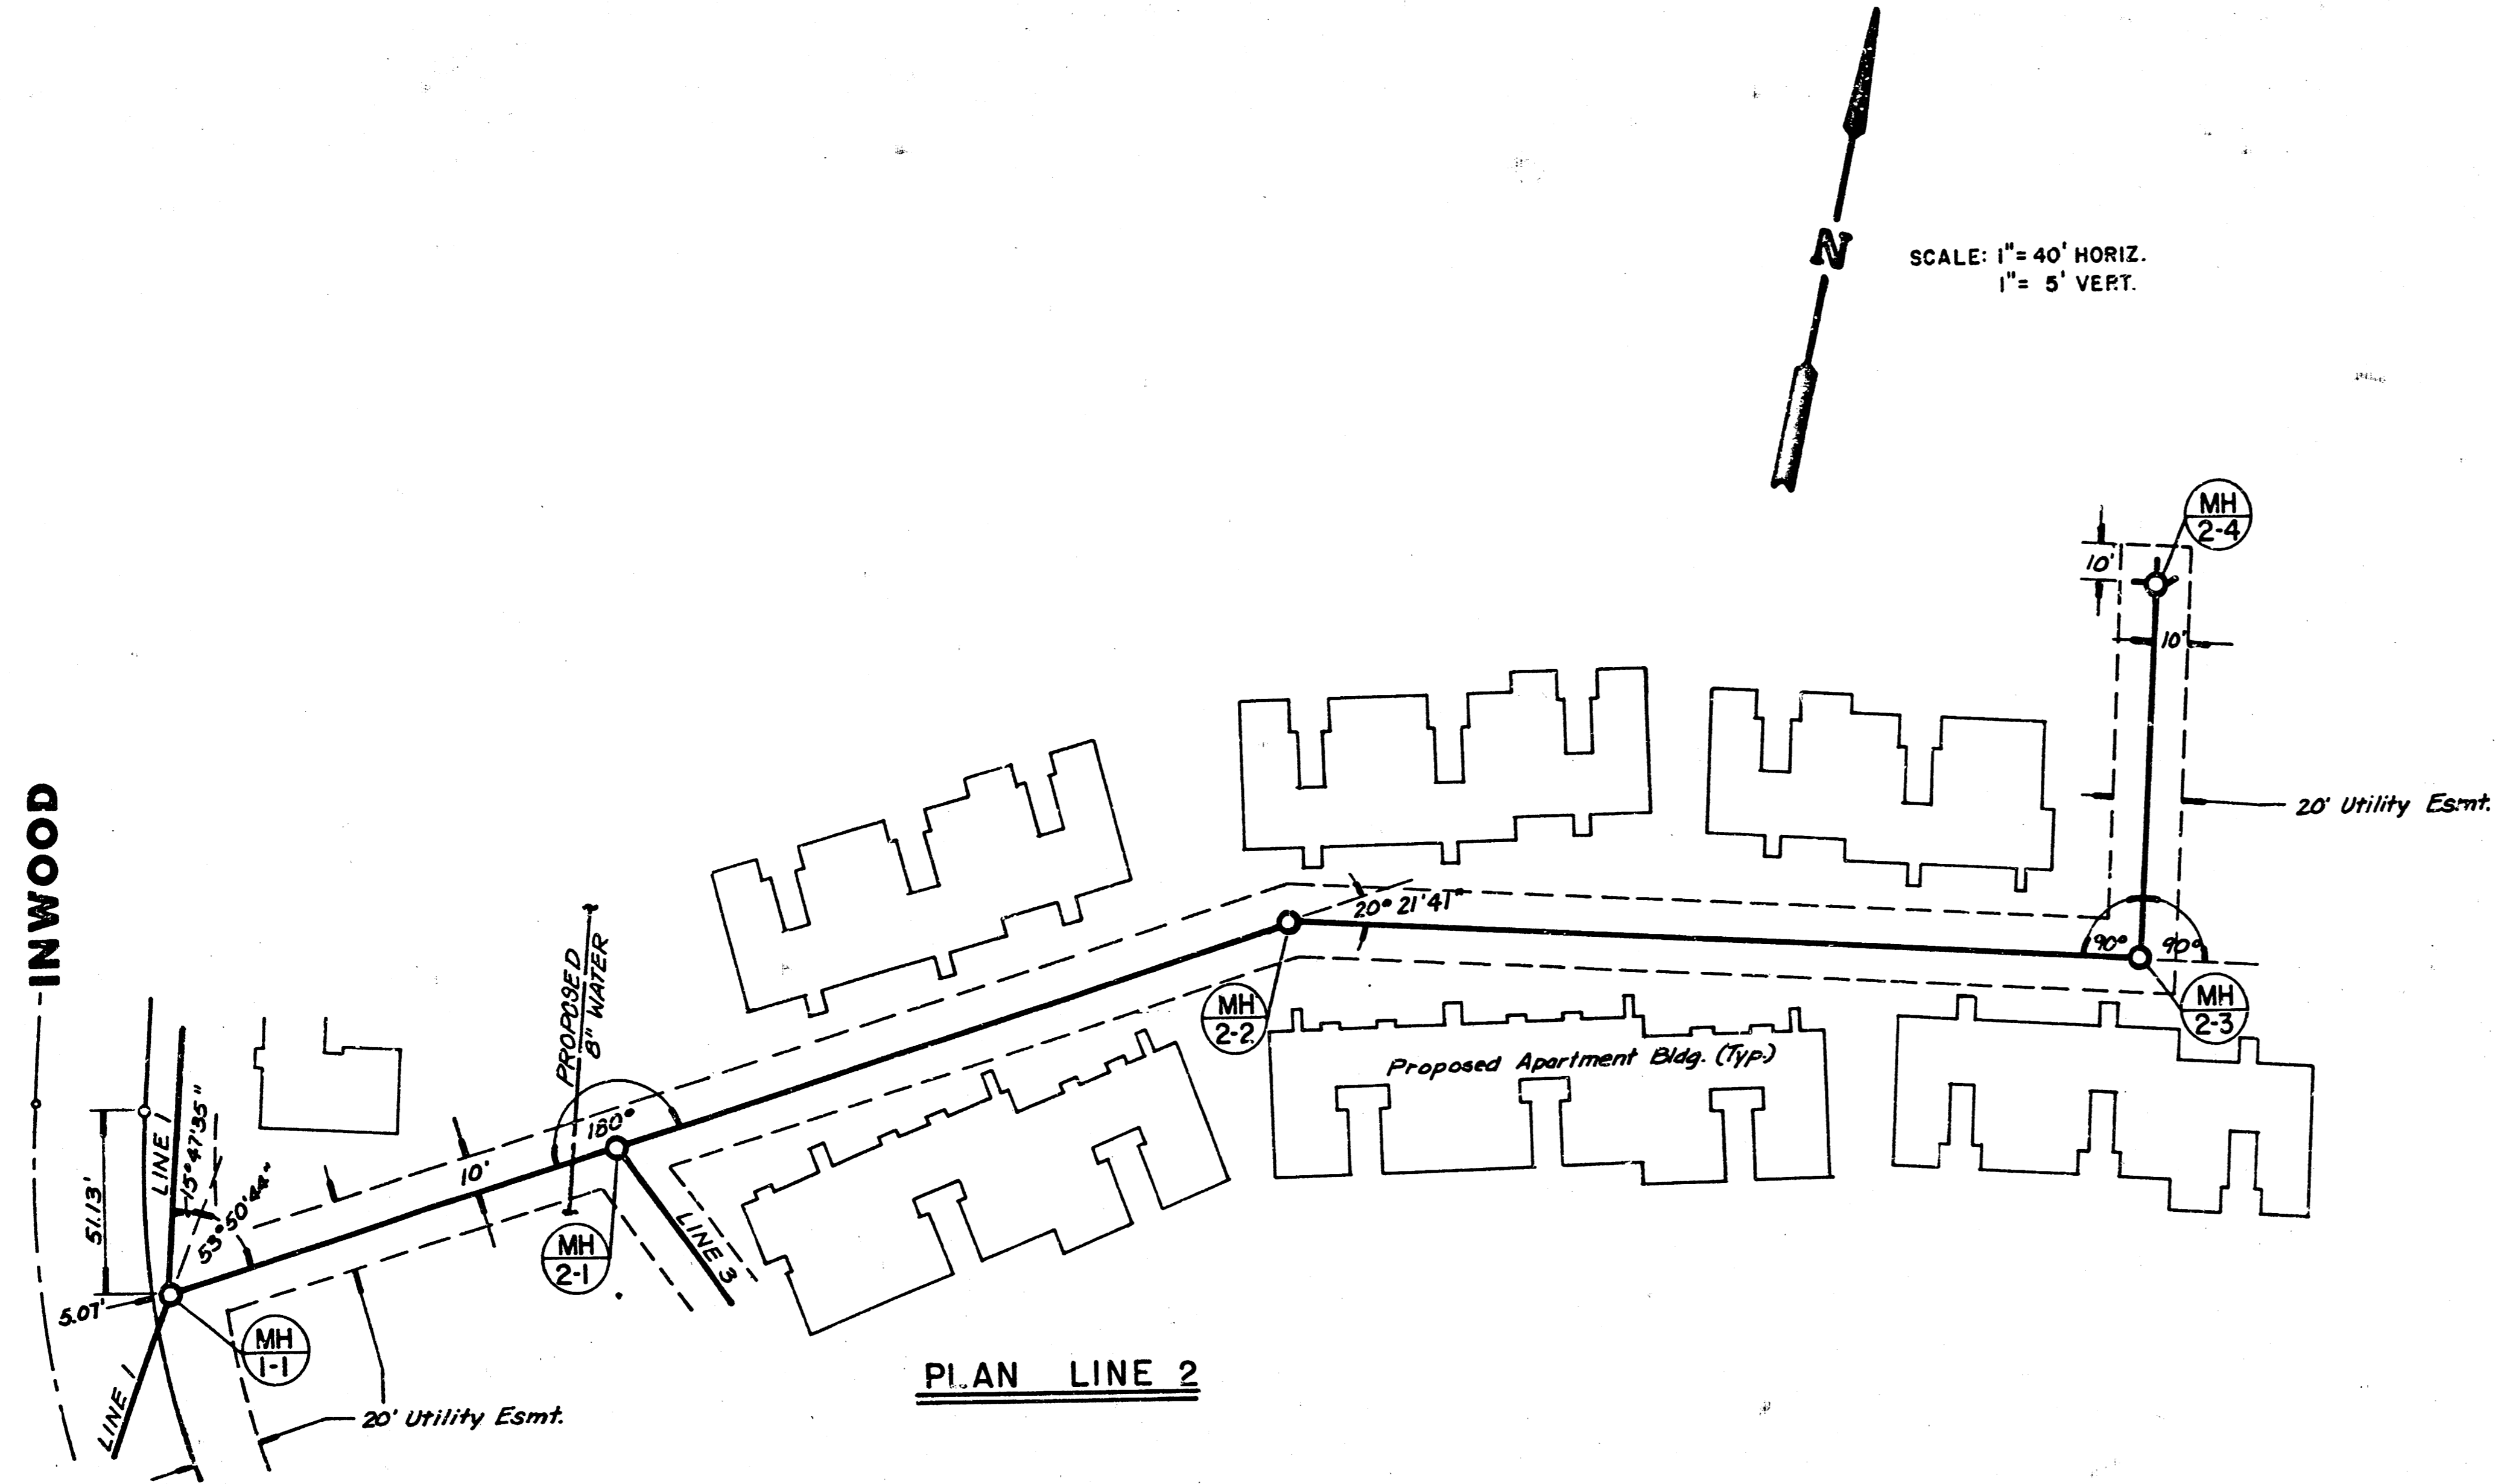 N
SCALE: 1"= 40' HORIZ.
1"= 5' VERT.
MH
2-4
10'
10'
20' Utility Esmt.
INWOOD
PROPOSED
8" WATER
20° 21' 41"
90°
90°
MH
2-2
MH
2-3
Proposed Apartment Bldg. (Typ.)
180°
10'
LINE 1
15° 47' 35"
53° 50'
51.13'
5.07'
MH
2-1
LINE 3
MH
1-1
LINE 1
20' Utility Esmt.
PLAN LINE 2